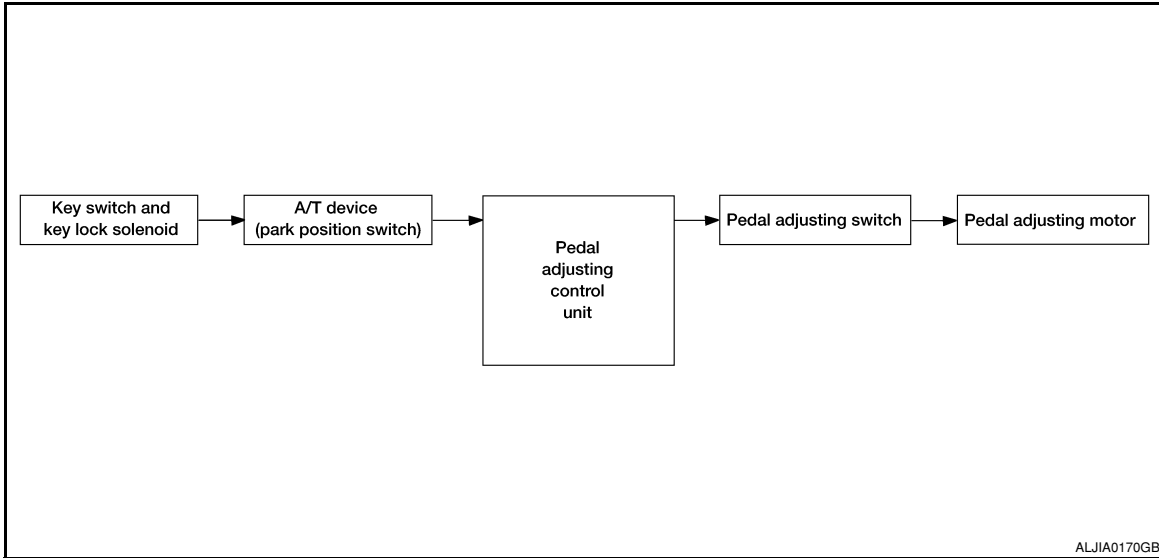 Key switch and
key lock solenoid
A/T device
(park position switch)
Pedal
adjusting
control
unit
Pedal adjusting switch
Pedal adjusting motor
ALJIA0170GB